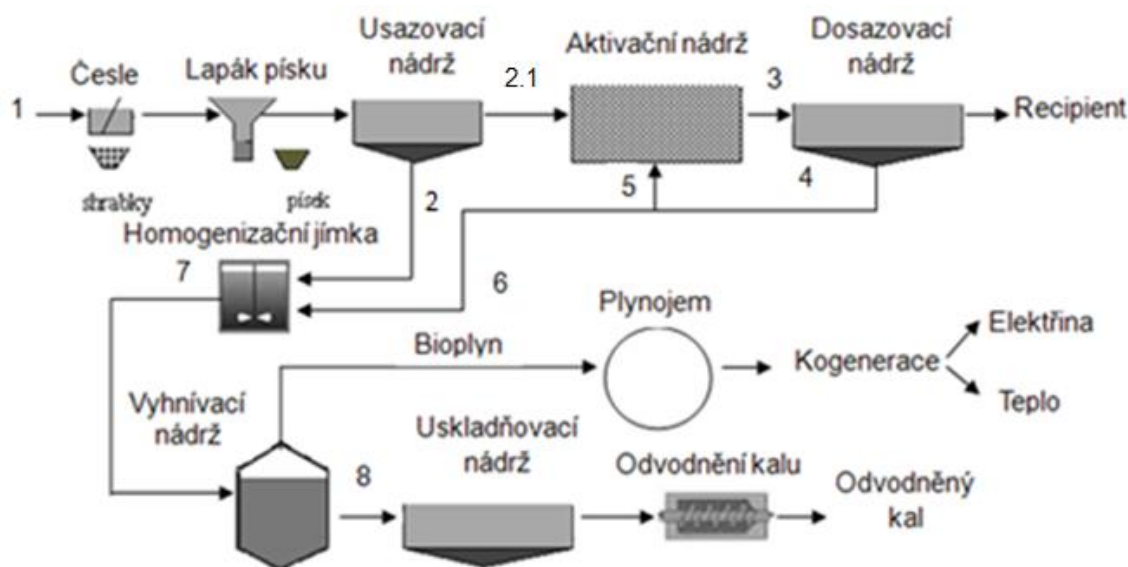 Usazovací
nádrž
Aktivační nádrž
Dosazovací
nádrž
Česle
Lapák písku
2.1
3
1
Recipient
shrabky
písek
2
5
4
Homogenizační jímka
7
6
Plynojem
Elektřina
Bioplyn
Kogenerace
Teplo
Vyhnívací
nádrž
Uskladňovací
nádrž
8
Odvodnění kalu
Odvodněný
kal